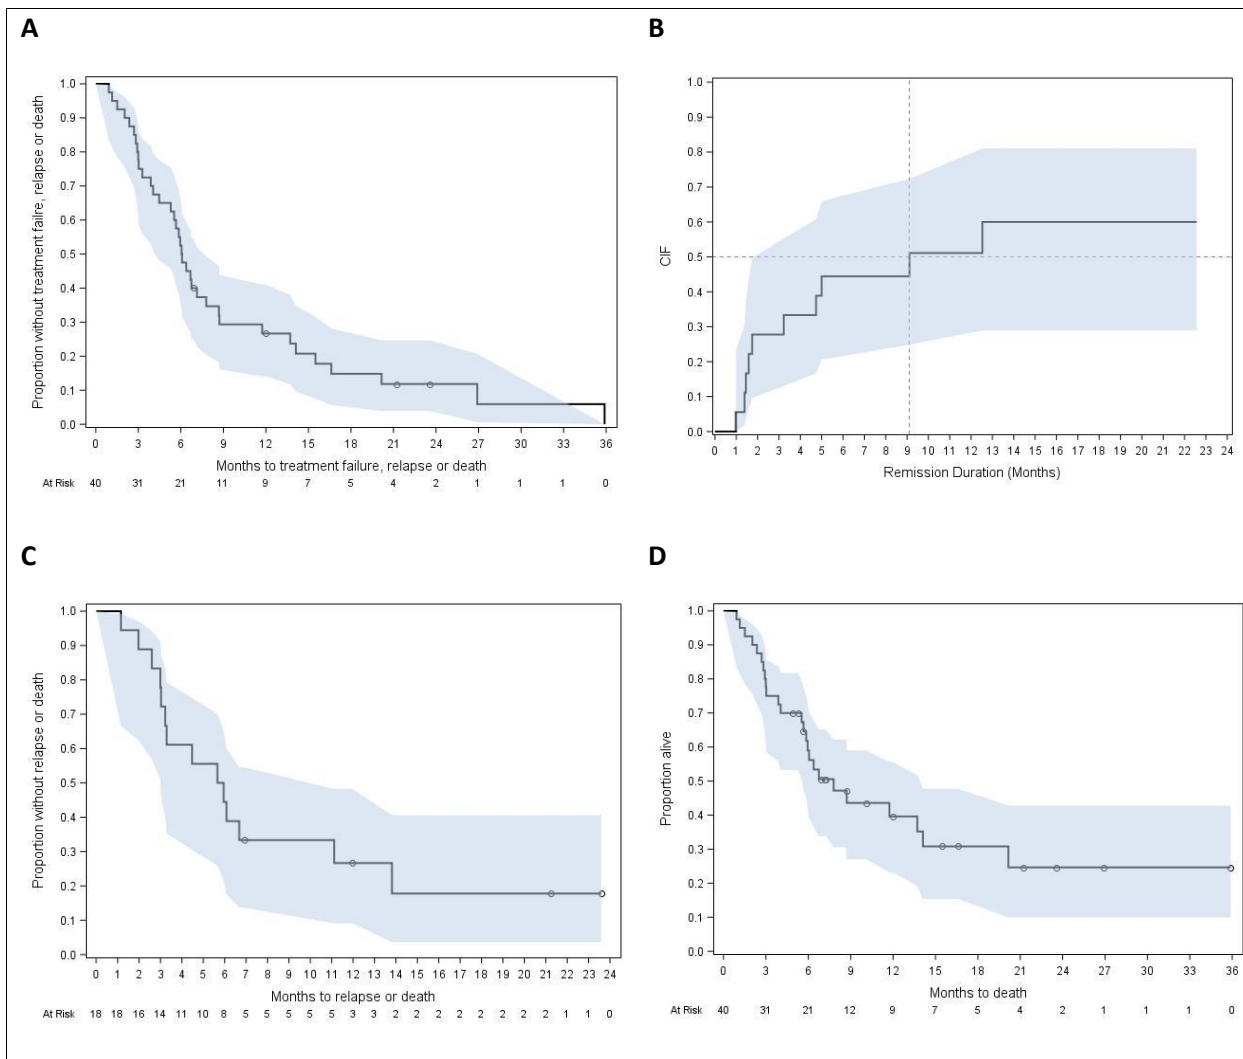 A
Proportion without treatment failre, relapse or death
1.0
0.9
0.8
0.7
0.6
0.5
0.4
0.3
0.2
0.1
0.0
0 3 6 9 12 15 18 21 24 27 30 33 36
Months to treatment failure, relapse or death
At Risk 40 31 21 11 9 7 5 4 2 1 1 1 0
B
CIF
1.0
0.9
0.8
0.7
0.6
0.5
0.4
0.3
0.2
0.1
0.0
0 1 2 3 4 5 6 7 8 9 10 11 12 13 14 15 16 17 18 19 20 21 22 23 24
Remission Duration (Months)
C
Proportion without relapse or death
1.0
0.9
0.8
0.7
0.6
0.5
0.4
0.3
0.2
0.1
0.0
0 1 2 3 4 5 6 7 8 9 10 11 12 13 14 15 16 17 18 19 20 21 22 23 24
Months to relapse or death
At Risk 18 18 16 14 11 10 8 5 5 5 5 5 3 3 2 2 2 2 2 2 2 2 1 1 0
D
Proportion alive
1.0
0.9
0.8
0.7
0.6
0.5
0.4
0.3
0.2
0.1
0.0
0 3 6 9 12 15 18 21 24 27 30 33 36
Months to death
At Risk 40 31 21 12 9 7 5 4 2 1 1 1 0